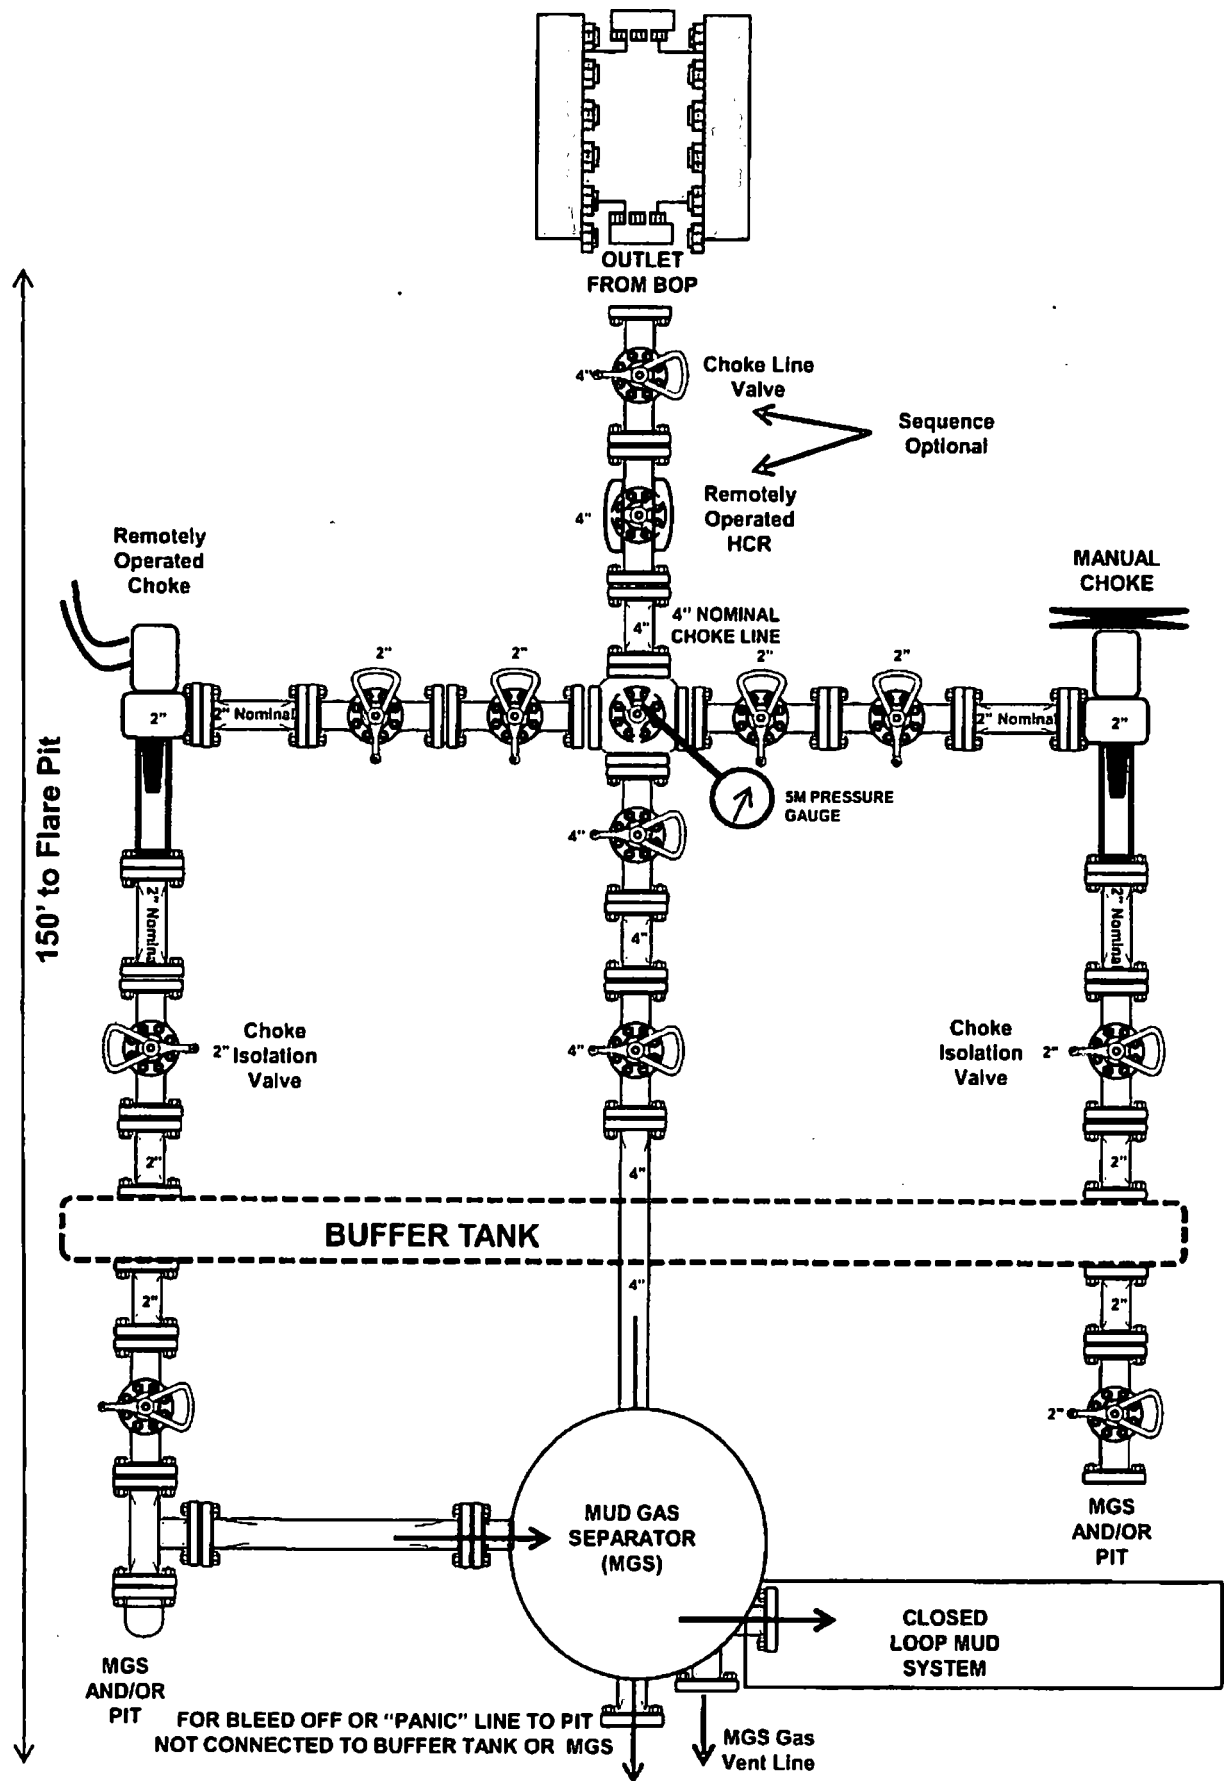 OUTLET
FROM BOP
4"
Choke Line
Valve
Sequence
Optional
4"
Remotely
Operated
HCR
Remotely
Operated
Choke
MANUAL
CHOKE
4"
4" NOMINAL
CHOKE LINE
2"
2"
2"
2"
2"
2" Nominal
2" Nominal
2"
5M PRESSURE
GAUGE
4"
150' to Flare Pit
2" Nominal
4"
2" Nominal
Choke
2" Isolation
Valve
4"
Choke
Isolation 2"
Valve
2"
4"
2"
BUFFER TANK
2"
4"
2"
2"
MUD GAS
SEPARATOR
(MGS)
MGS
AND/OR
PIT
CLOSED
LOOP MUD
SYSTEM
MGS
AND/OR
PIT
FOR BLEED OFF OR "PANIC" LINE TO PIT
NOT CONNECTED TO BUFFER TANK OR MGS
MGS Gas
Vent Line